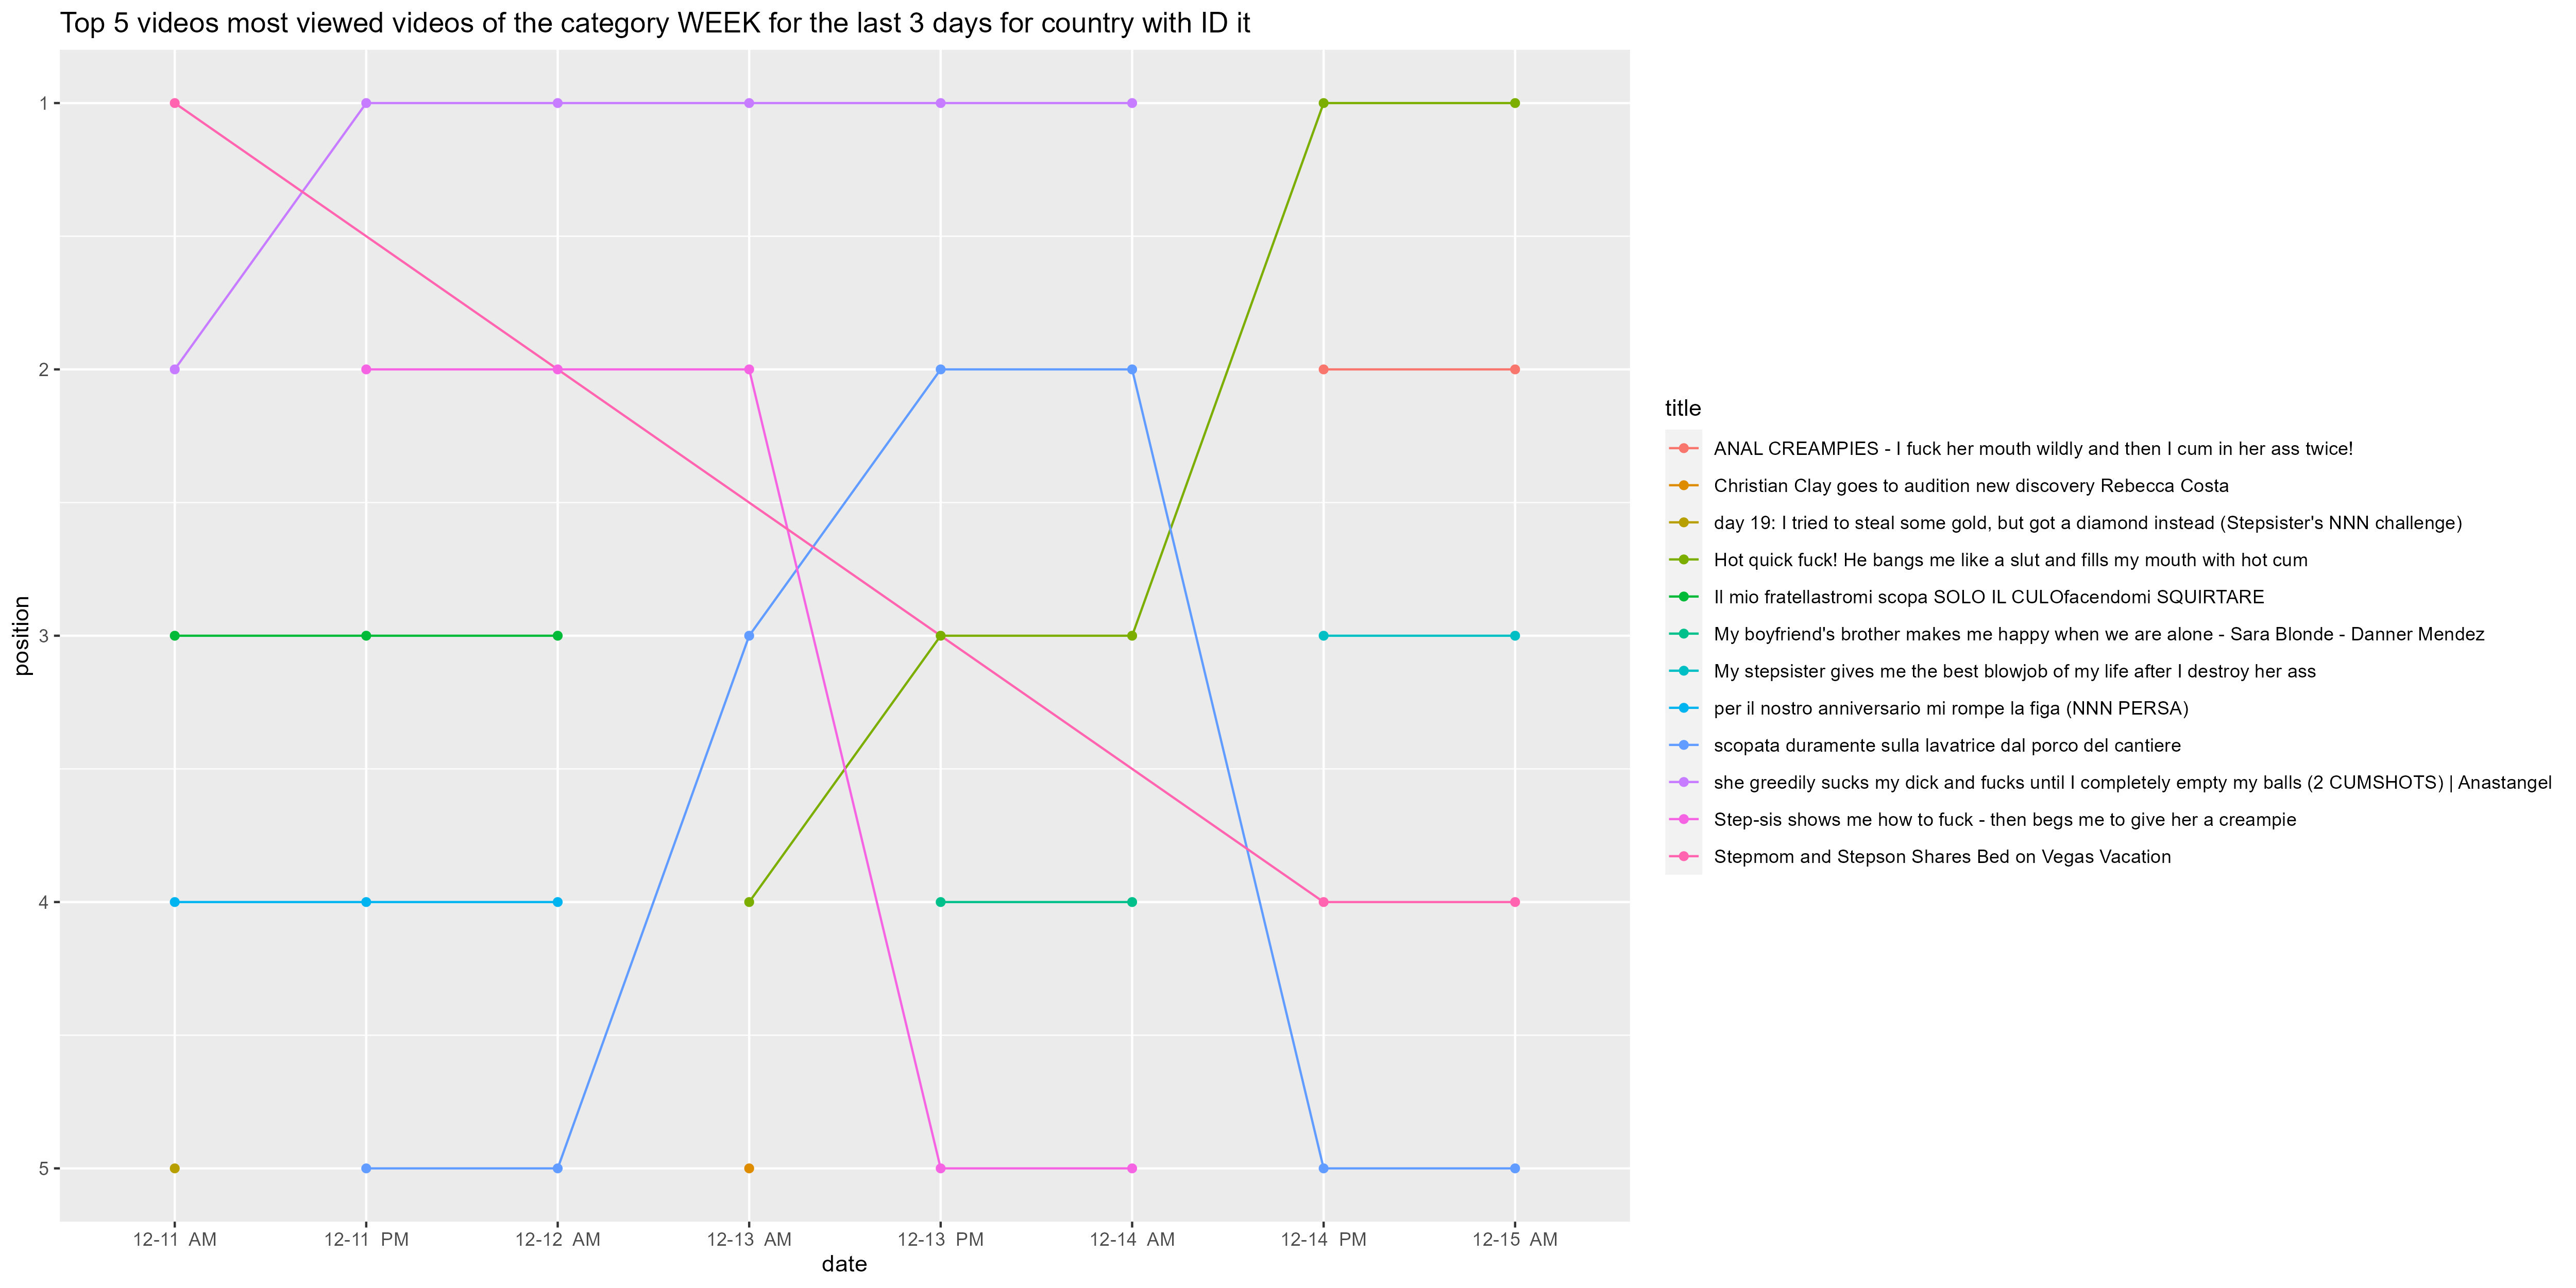 Top 5 videos most viewed videos of the category WEEK for the last 3 days for country with ID it
position
1
2
3
4
5
12-11 AM
12-11 PM
12-12 AM
12-13 AM
12-13 PM
12-14 AM
12-14 PM
12-15 AM
date
title
ANAL CREAMPIES - I fuck her mouth wildly and then I cum in her ass twice!
Christian Clay goes to audition new discovery Rebecca Costa
day 19: I tried to steal some gold, but got a diamond instead (Stepsister's NNN challenge)
Hot quick fuck! He bangs me like a slut and fills my mouth with hot cum
Il mio fratellastromi scopa SOLO IL CULOfacendomi SQUIRTARE
My boyfriend's brother makes me happy when we are alone - Sara Blonde - Danner Mendez
My stepsister gives me the best blowjob of my life after I destroy her ass
per il nostro anniversario mi rompe la figa (NNN PERSA)
scopata duramente sulla lavatrice dal porco del cantiere
she greedily sucks my dick and fucks until I completely empty my balls (2 CUMSHOTS) | Anastangel
Step-sis shows me how to fuck - then begs me to give her a creampie
Stepmom and Stepson Shares Bed on Vegas Vacation